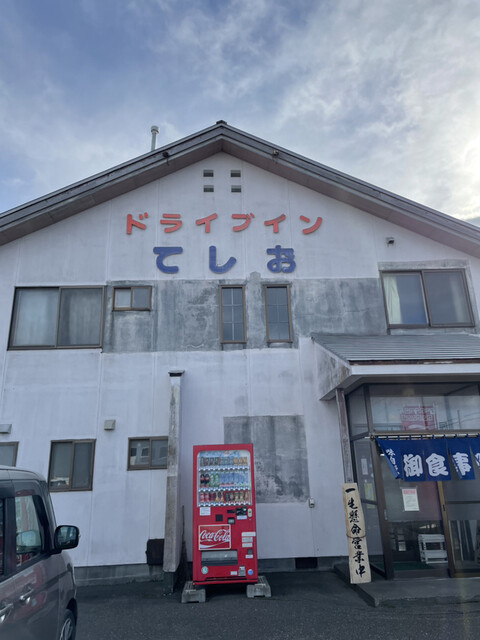 ドライブイン
てしお
御食事
Coca-Cola
一生懸命営業中